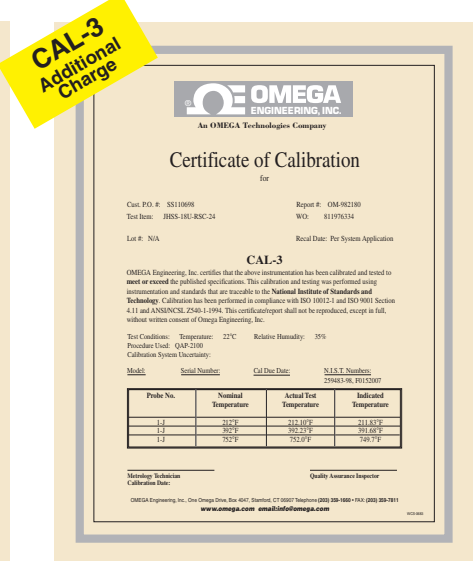 CAL-3
Additional
Charge
® OMEGA
ENGINEERING, INC.
An OMEGA Technologies Company
Certificate of Calibration
for
Cust. P.O. #: SS110698 Report #: OM-982180
Test Item: JHSS-18U-RSC-24 WO: 811976334
Lot #: N/A Recal Date: Per System Application
CAL-3
OMEGA Engineering, Inc. certifies that the above instrumentation has been calibrated and tested to
meet or exceed the published specifications. This calibration and testing was performed using
instrumentation and standards that are traceable to the National Institute of Standards and
Technology. Calibration has been performed in compliance with ISO 10012-1 and ISO 9001 Section
4.11 and ANSI/NCSL Z540-1-1994. This certificate/report shall not be reproduced, except in full,
without written consent of Omega Engineering, Inc.
Test Conditions: Temperature: 22°C Relative Humudity: 35%
Procedure Used: QAP-2100
Calibration System Uncertainty:
Model: Serial Number: Cal Due Date: N.I.S.T. Numbers:
259483-98, F0152007
Probe No. Nominal Temperature Actual Test Temperature Indicated Temperature
1-J 212°F 212.10°F 211.83°F
1-J 392°F 392.23°F 391.68°F
1-J 752°F 752.0°F 749.7°F
Metrology Technician Quality Assurance Inspector
Calibration Date:
OMEGA Engineering, Inc., One Omega Drive, Box 4047, Stamford, CT 06907 Telephone (203) 359-1660 • FAX: (203) 359-7811
www.omega.com email:info@omega.com